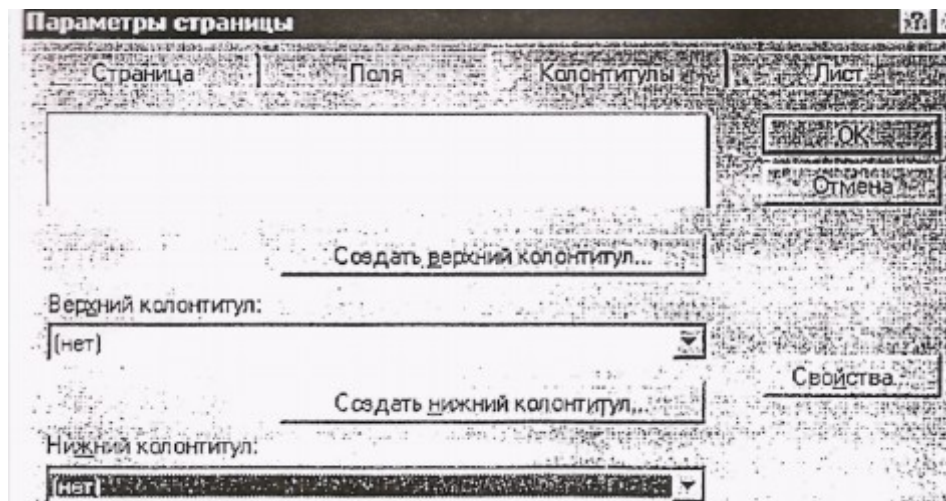 Параметры страницы
Страница Поля Колонтитулы Лист
OK
Отмена
Создать верхний колонтитул...
Верхний колонтитул:
(нет)
Свойства...
Создать нижний колонтитул...
Нижний колонтитул:
(нет)